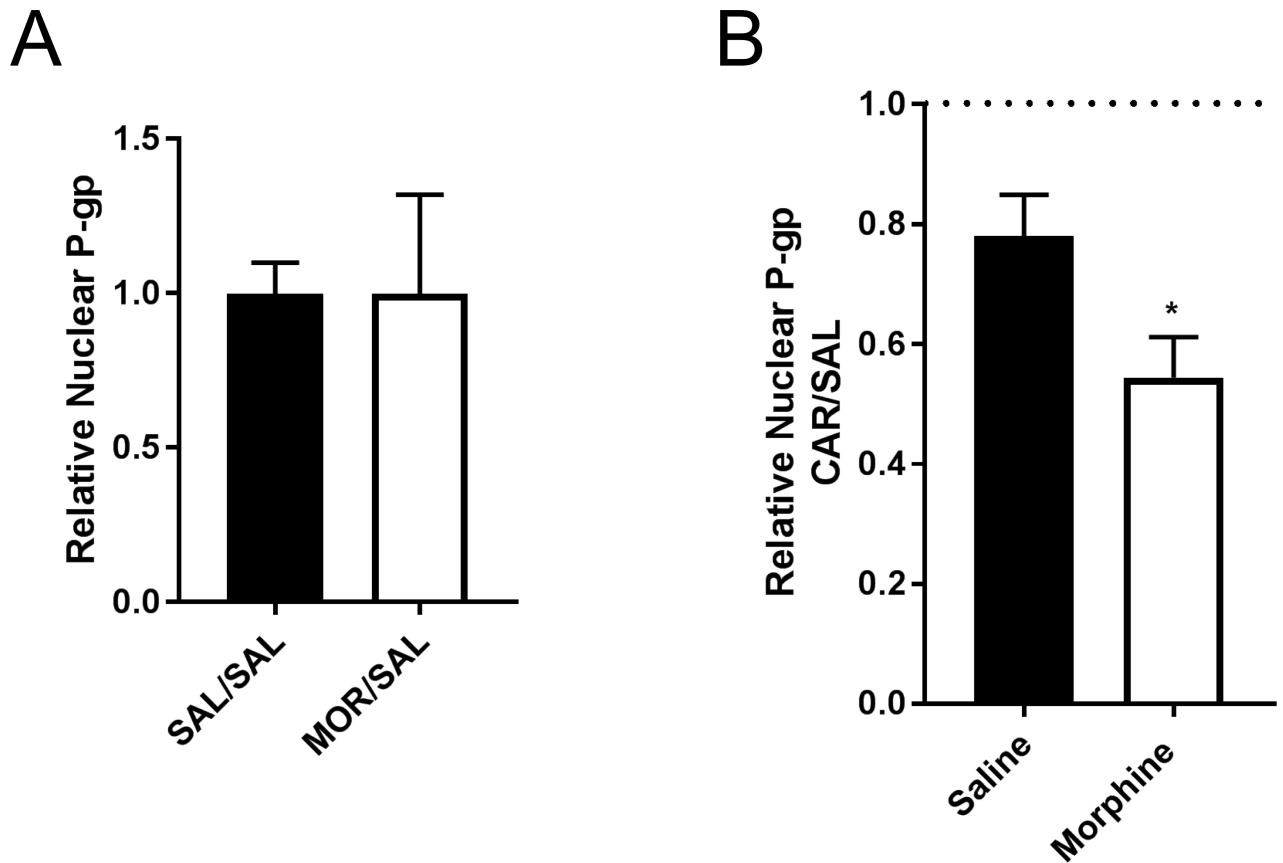 A
Relative Nuclear P-gp
1.5
1.0
0.5
0.0
SAL/SAL
MOR/SAL
B
Relative Nuclear P-gp
CAR/SAL
1.0
0.8
0.6
0.4
0.2
0.0
*
Saline
Morphine